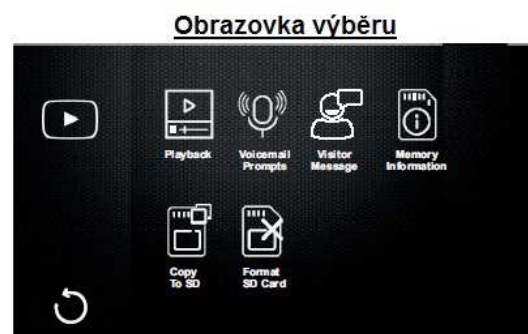 Obrazovka výběru
Playback
Voicemail
Prompts
Visitor
Message
Memory
Information
Copy
To SD
Format
SD Card